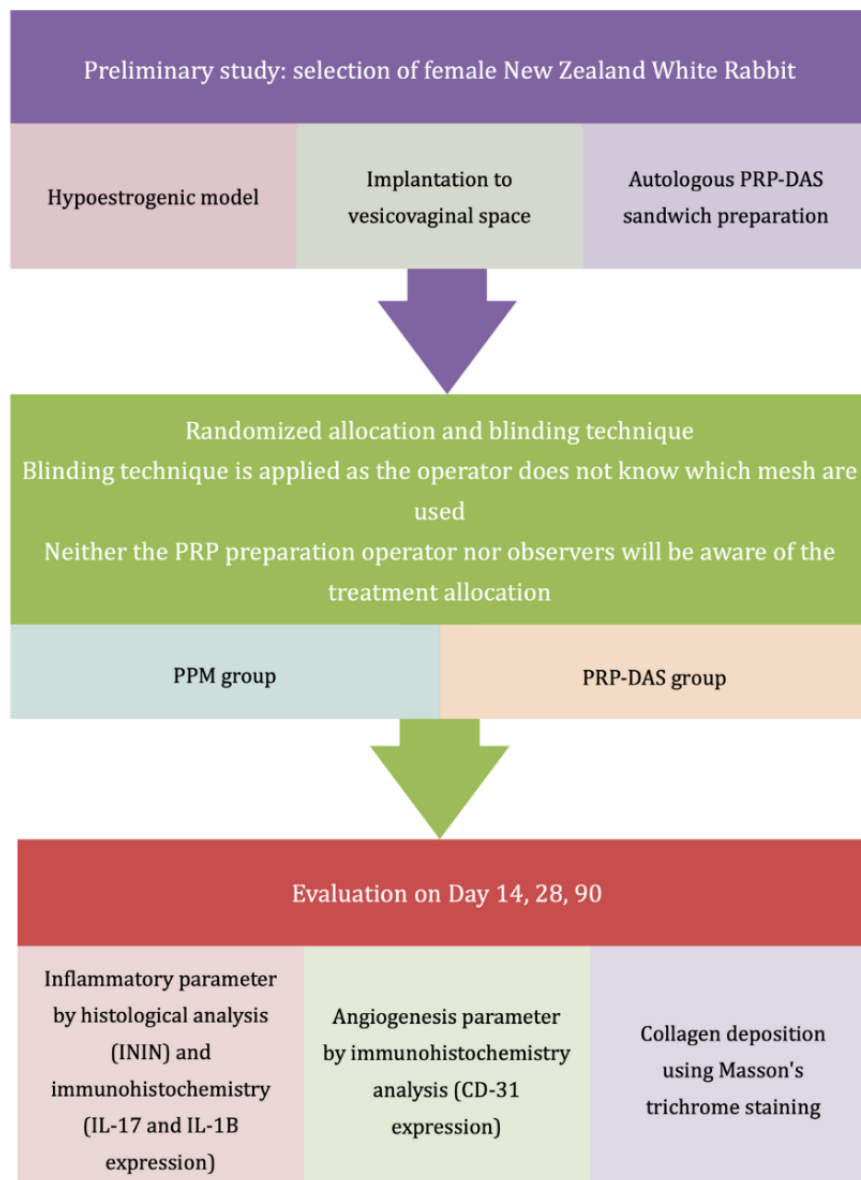 Preliminary study: selection of female New Zealand White Rabbit
Hypoestrogenic model
Implantation to
vesicovaginal space
Autologous PRP-DAS
sandwich preparation
Randomized allocation and blinding technique
Blinding technique is applied as the operator does not know which mesh are
used
Neither the PRP preparation operator nor observers will be aware of the
treatment allocation
PPM group
PRP-DAS group
Evaluation on Day 14, 28, 90
Inflammatory parameter
by histological analysis
(ININ) and
immunohistochemistry
(IL-17 and IL-1B
expression)
Angiogenesis parameter
by immunohistochemistry
analysis (CD-31
expression)
Collagen deposition
using Masson's
trichrome staining